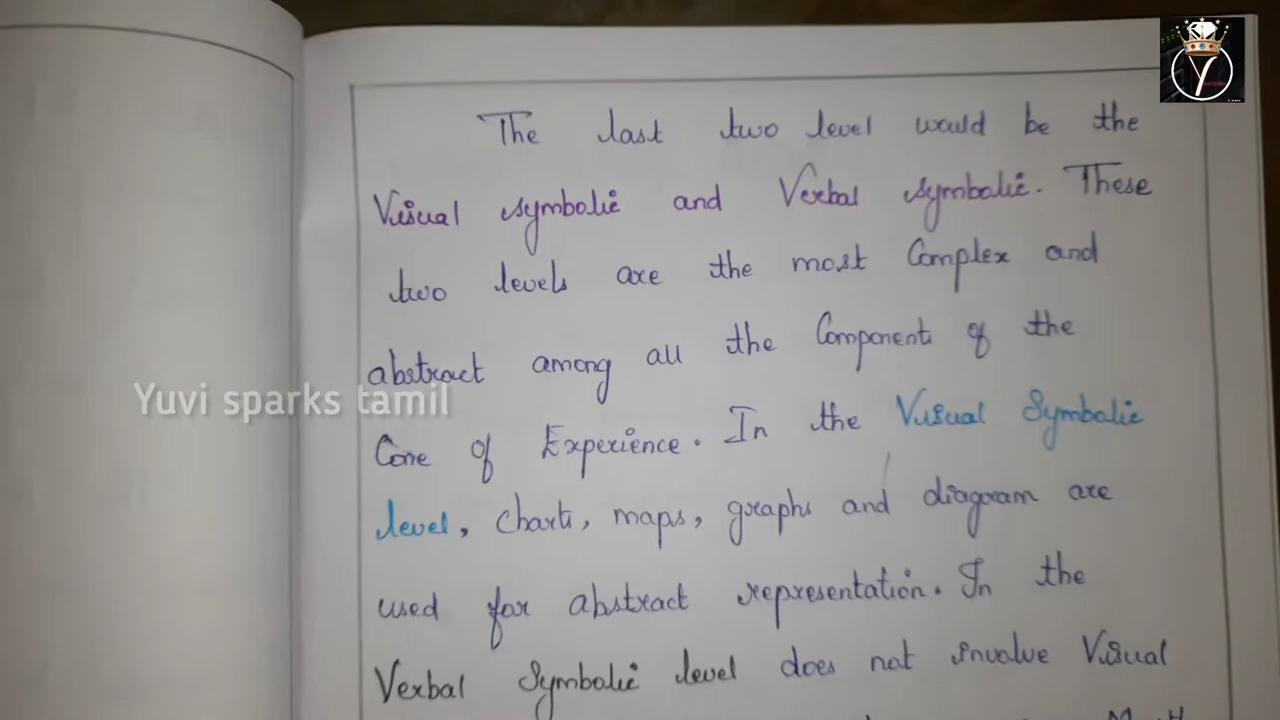 The last two level would be the
Visual symbolic and Verbal symbolic. These
two levels are the most Complex and
abstract among all the Components of the
Yuvi sparks tamil
Cone of Experience. In the Visual Symbolic
level, charts, maps, graphs and diagram are
used for abstract representation. In the
Verbal Symbolic level does not involve Visual
Y